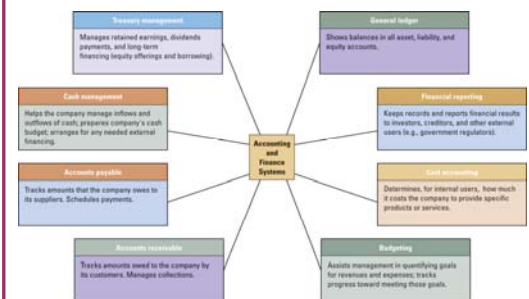 Treasury management
Manages retained earnings, dividends
payments, and long-term
financing (equity offerings and borrowing).
General ledger
Shows balances in all asset, liability, and
equity accounts.
Cash management
Helps the company manage inflows and
outflows of cash; prepares company's cash
budget; arranges for any needed external
financing.
Financial reporting
Keeps records and reports financial results
to investors, creditors, and other external
users (e.g., government regulators).
Accounting
and
Finance
Systems
Accounts payable
Tracks amounts that the company owes to
its suppliers. Schedules payments.
Cost accounting
Determines, for internal users, how much
it costs the company to provide specific
products or services.
Accounts receivable
Tracks amounts owed to the company by
its customers. Manages collections.
Budgeting
Assists management in quantifying goals
for revenues and expenses; tracks
progress toward meeting those goals.